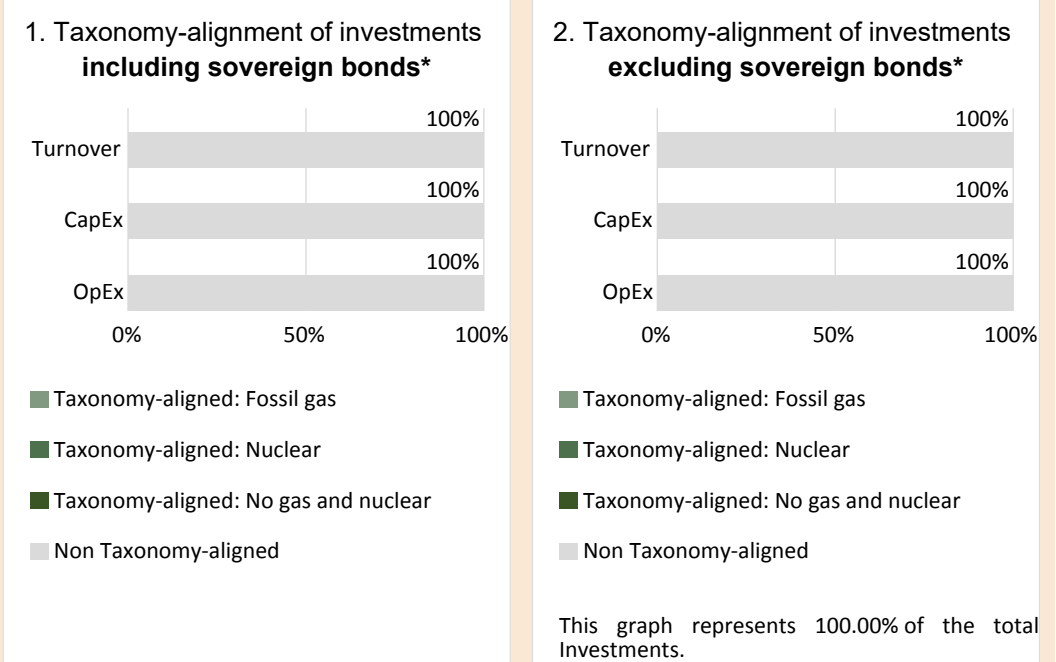 1. Taxonomy-alignment of investments
including sovereign bonds*
100%
Turnover
100%
CapEx
100%
OpEx
0% 50% 100%
Taxonomy-aligned: Fossil gas
Taxonomy-aligned: Nuclear
Taxonomy-aligned: No gas and nuclear
Non Taxonomy-aligned
2. Taxonomy-alignment of investments
excluding sovereign bonds*
100%
Turnover
100%
CapEx
100%
OpEx
0% 50% 100%
Taxonomy-aligned: Fossil gas
Taxonomy-aligned: Nuclear
Taxonomy-aligned: No gas and nuclear
Non Taxonomy-aligned
This graph represents 100.00% of the total
Investments.